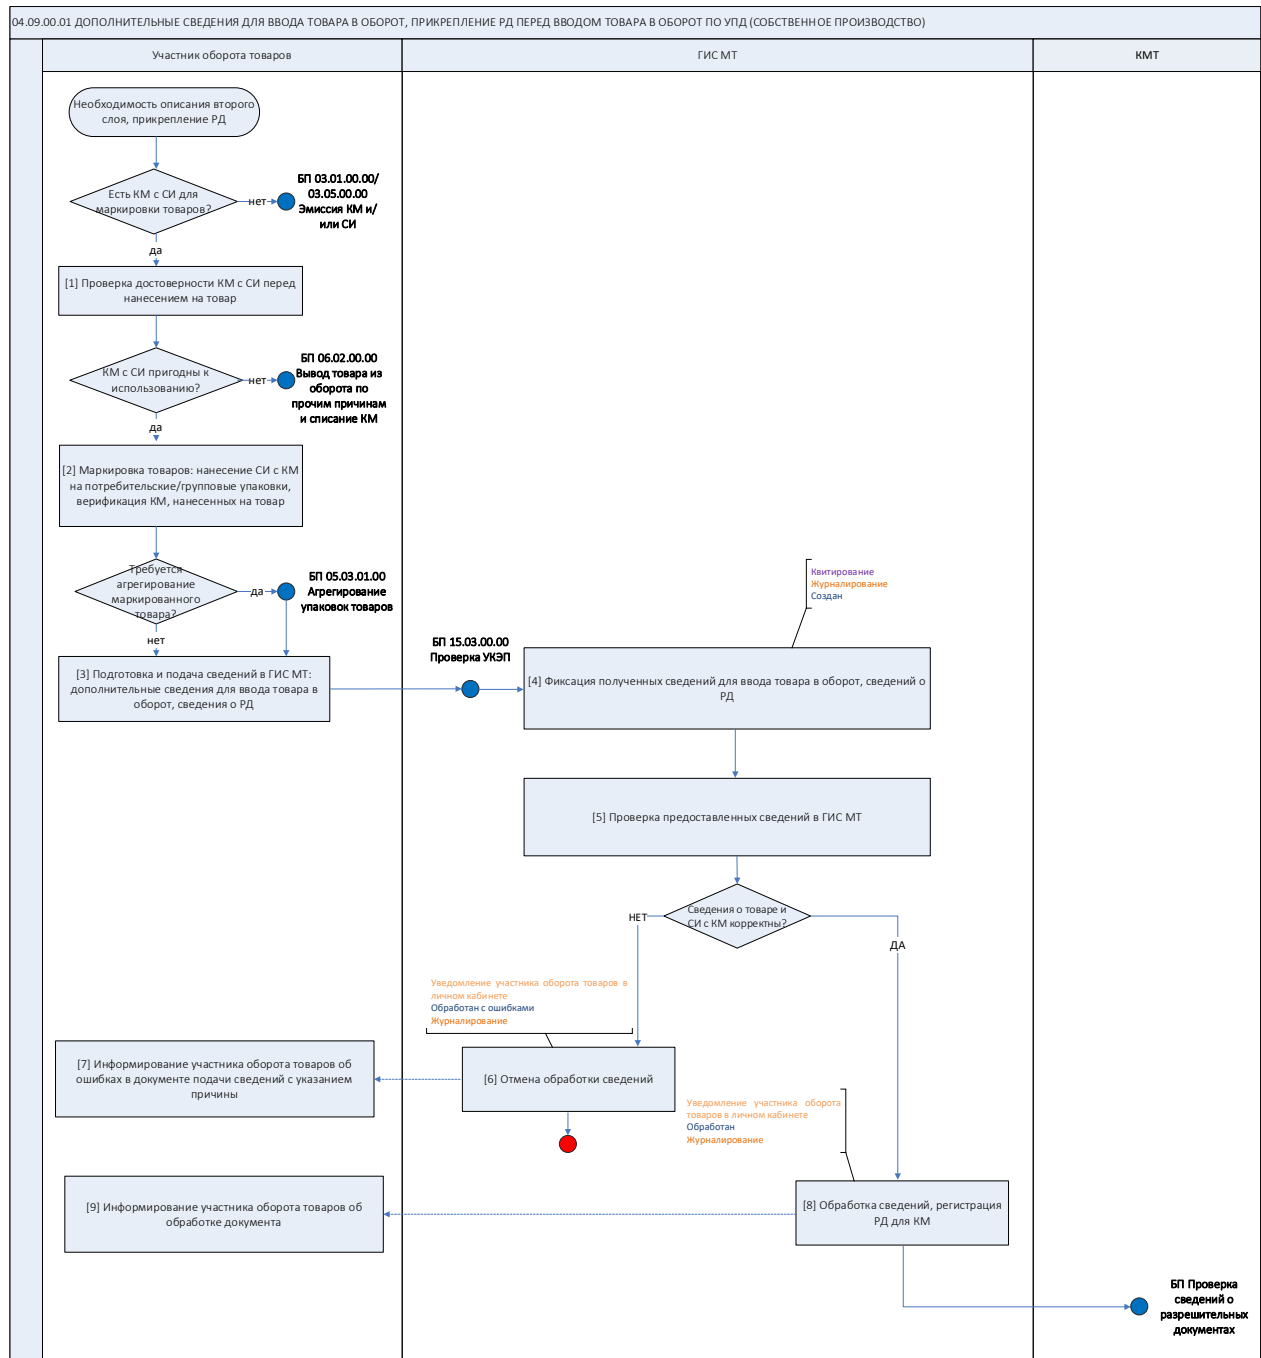 04.09.00.01 ДОПОЛНИТЕЛЬНЫЕ СВЕДЕНИЯ ДЛЯ ВВОДА ТОВАРА В ОБОРОТ, ПРИКРЕПЛЕНИЕ РД ПЕРЕД ВВОДОМ ТОВАРА В ОБОРОТ ПО УПД (СОБСТВЕННОЕ ПРОИЗВОДСТВО)
Участник оборота товаров
ГИС МТ
КМТ
Необходимость описания второго
слоя, прикрепление РД
Есть КМ с СИ для
маркировки товаров?
нет
БП 03.01.00.00/
03.05.00.00
Эмиссия КМ и/
или СИ
да
[1] Проверка достоверности КМ с СИ перед
нанесением на товар
КМ с СИ пригодны к
использованию?
нет
БП 06.02.00.00
Вывод товара из
оборота по
прочим причинам
и списание КМ
да
[2] Маркировка товаров: нанесение СИ с КМ
на потребительские/групповые упаковки,
верификация КМ, нанесенных на товар
Требуется
агрегирование
маркированного
товара?
да
БП 05.03.01.00
Агрегирование
упаковок товаров
нет
[3] Подготовка и подача сведений в ГИС МТ:
дополнительные сведения для ввода товара в
оборот, сведения о РД
БП 15.03.00.00
Проверка УКЭП
Квитирование
Журналирование
Создан
[4] Фиксация полученных сведений для ввода товара в оборот, сведений о
РД
[5] Проверка предоставленных сведений в ГИС МТ
Сведения о товаре и
СИ с КМ корректны?
НЕТ
ДА
Уведомление участника оборота товаров в
личном кабинете
Обработан с ошибками
Журналирование
[6] Отмена обработки сведений
[7] Информирование участника оборота товаров об
ошибках в документе подачи сведений с указанием
причины
Уведомление участника оборота
товаров в личном кабинете
Обработан
Журналирование
[8] Обработка сведений, регистрация
РД для КМ
[9] Информирование участника оборота товаров об
обработке документа
БП Проверка
сведений о
разрешительных
документах